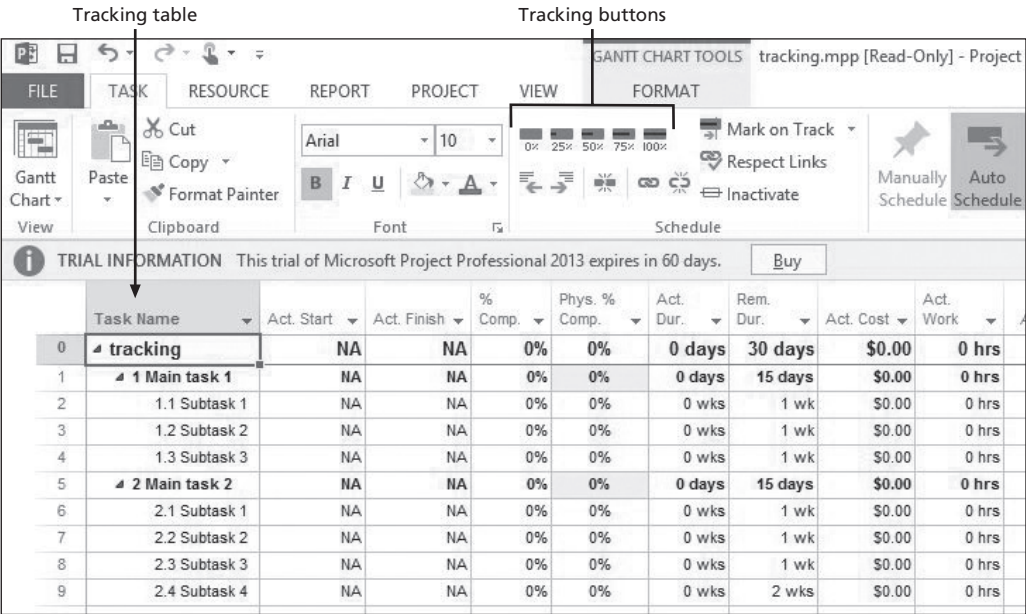 Tracking table Tracking buttons
GANTT CHART TOOLS tracking.mpp [Read-Only] - Project
FILE TASK RESOURCE REPORT PROJECT VIEW FORMAT
Cut
Arial 10
0% 25% 50% 75% 100%
Mark on Track
Gantt Chart
Paste
Copy
Respect Links
Manually Schedule
Auto Schedule
Format Painter
B I U A
Inactivate
View Clipboard Font Schedule
TRIAL INFORMATION This trial of Microsoft Project Professional 2013 expires in 60 days. Buy
Task Name Act. Start Act. Finish % Comp. Phys. % Comp. Act. Dur. Rem. Dur. Act. Cost Act. Work
0 tracking NA NA 0% 0% 0 days 30 days $0.00 0 hrs
1 1 Main task 1 NA NA 0% 0% 0 days 15 days $0.00 0 hrs
2 1.1 Subtask 1 NA NA 0% 0% 0 wks 1 wk $0.00 0 hrs
3 1.2 Subtask 2 NA NA 0% 0% 0 wks 1 wk $0.00 0 hrs
4 1.3 Subtask 3 NA NA 0% 0% 0 wks 1 wk $0.00 0 hrs
5 2 Main task 2 NA NA 0% 0% 0 days 15 days $0.00 0 hrs
6 2.1 Subtask 1 NA NA 0% 0% 0 wks 1 wk $0.00 0 hrs
7 2.2 Subtask 2 NA NA 0% 0% 0 wks 1 wk $0.00 0 hrs
8 2.3 Subtask 3 NA NA 0% 0% 0 wks 1 wk $0.00 0 hrs
9 2.4 Subtask 4 NA NA 0% 0% 0 wks 2 wks $0.00 0 hrs